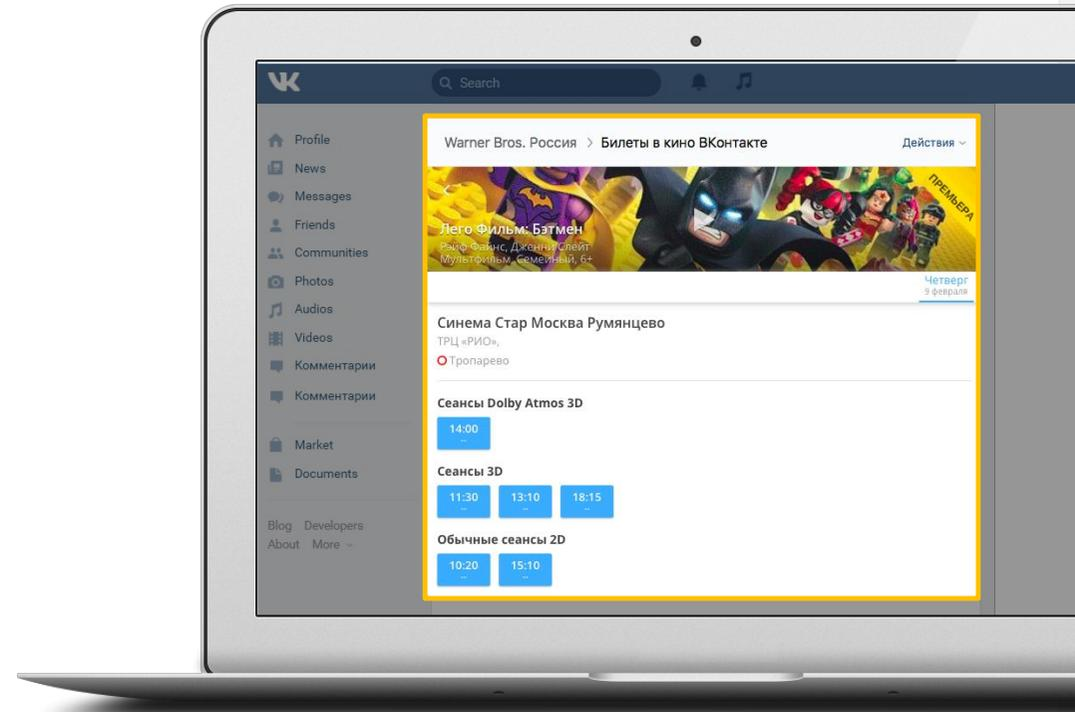 VK
Search
Profile
News
Messages
Friends
Communities
Photos
Audios
Videos
Комментарии
Комментарии
Market
Documents
Blog Developers
About More
Warner Bros. Россия > Билеты в кино ВКонтакте
Действия
ПРЕМЬЕРА
Лего Фильм: Бэтмен
Рэйф Файнс, Дженни Слейт
Мультфильм, Семейный, 6+
Четверг
9 февраля
Синема Стар Москва Румянцево
ТРЦ «РИО»,
Тропарево
Сеансы Dolby Atmos 3D
14:00
--
Сеансы 3D
11:30 13:10 18:15
-- -- --
Обычные сеансы 2D
10:20 15:10
-- --